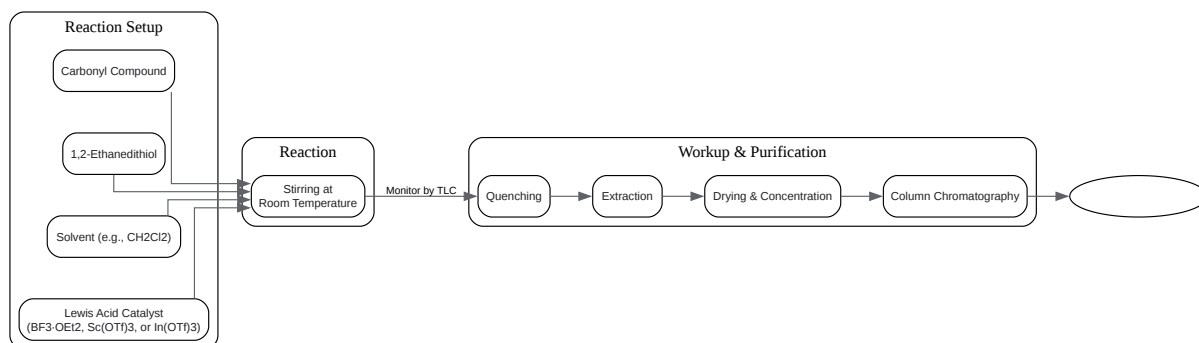 Reaction Setup
Carbonyl Compound
1,2-Ethanedithiol
Solvent (e.g., CH2Cl2)
Lewis Acid Catalyst
(BF3·OEt2, Sc(OTf)3, or In(OTf)3)
Reaction
Stirring at
Room Temperature
Monitor by TLC
Workup & Purification
Quenching
Extraction
Drying & Concentration
Column Chromatography